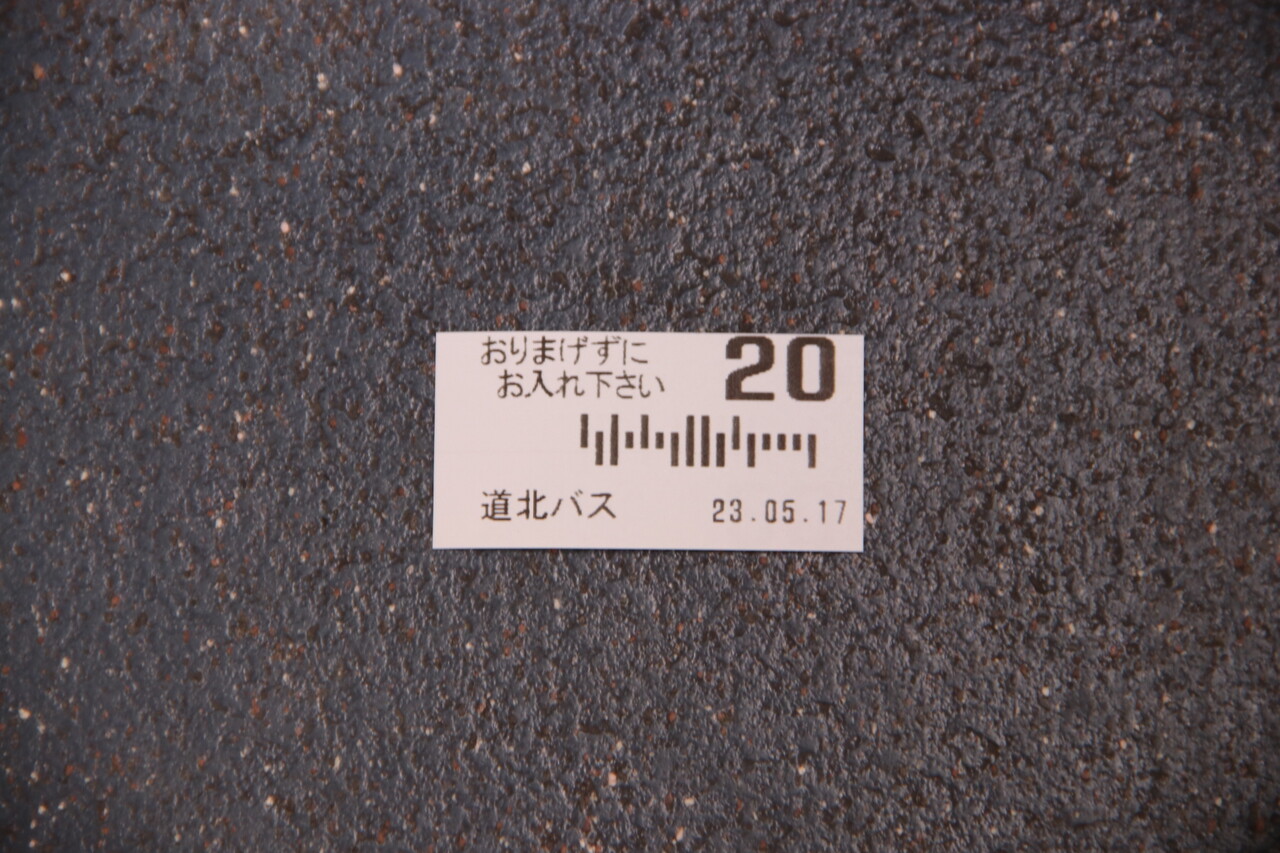 おりまげずに 20
お入れ下さい
道北バス 23.05.17